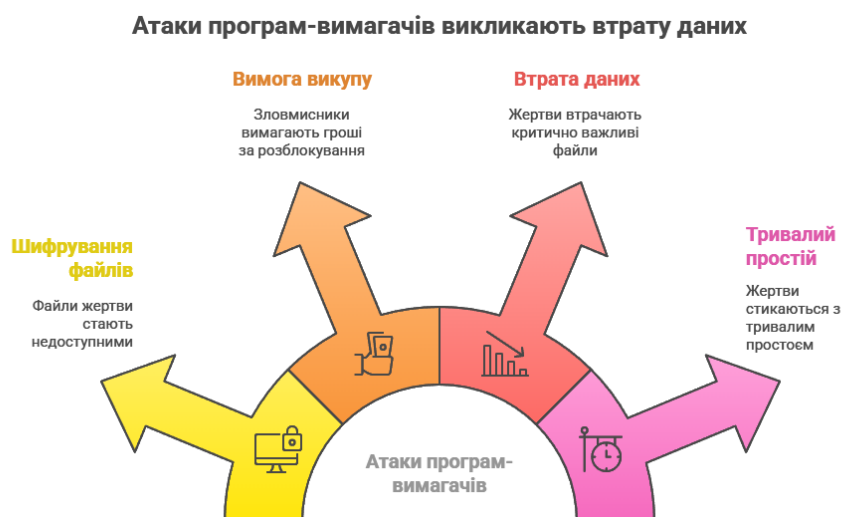 Атаки програм-вимагачів викликають втрату даних
Вимога викупу
Зловмисники
вимагають гроші
за розблокування
Втрата даних
Жертви втрачають
критично важливі
файли
Шифрування
файлів
Файли жертви
стають
недоступними
Тривалий
простій
Жертви
стикаються з
тривалим
простоєм
Атаки програм-
вимагачів